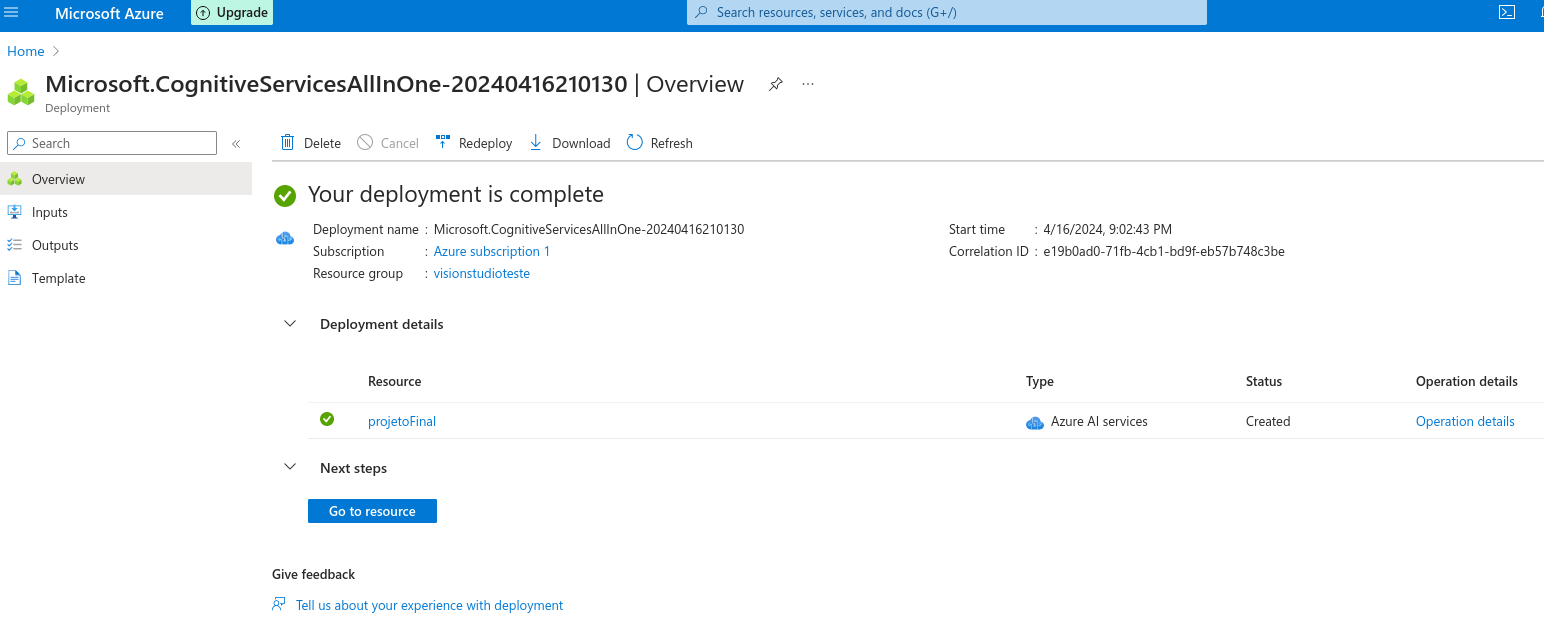 Microsoft Azure
Upgrade
Search resources, services, and docs (G+/)
Home
Microsoft.CognitiveServicesAllInOne-20240416210130 | Overview
Deployment
Search
Overview
Inputs
Outputs
Template
Delete
Cancel
Redeploy
Download
Refresh
Your deployment is complete
Deployment name : Microsoft.CognitiveServicesAllInOne-20240416210130
Subscription : Azure subscription 1
Resource group : visionstudioteste
Start time : 4/16/2024, 9:02:43 PM
Correlation ID : e19b0ad0-71fb-4cb1-bd9f-eb57b748c3be
Deployment details
Resource Type Status Operation details
projetoFinal Azure AI services Created Operation details
Next steps
Go to resource
Give feedback
Tell us about your experience with deployment